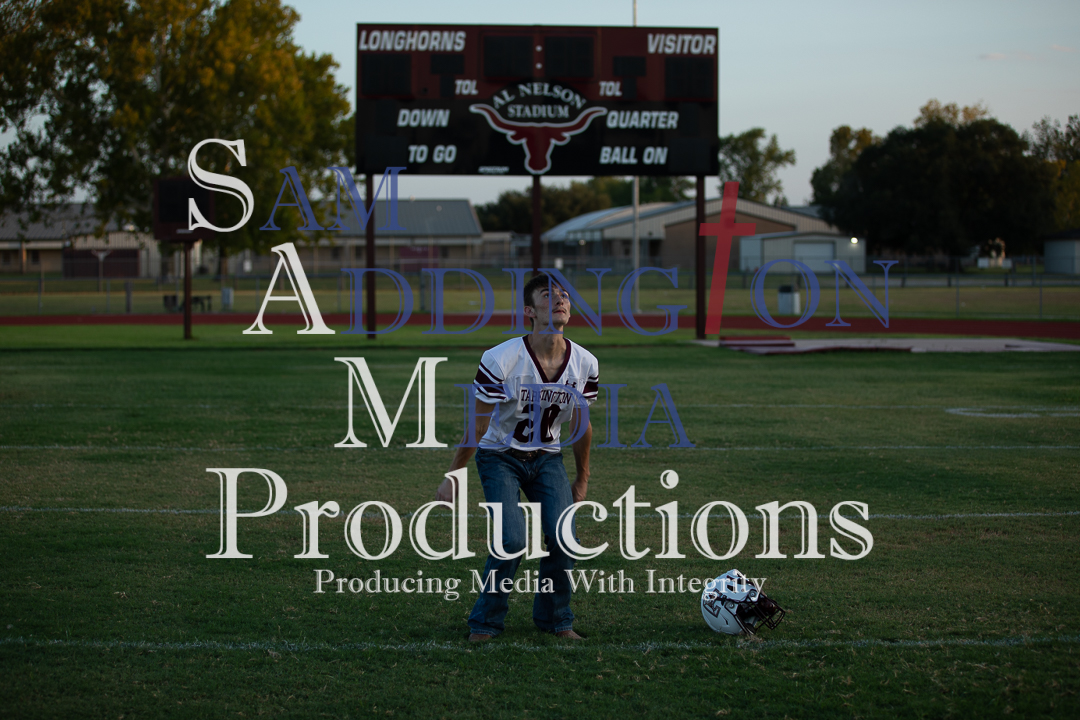 LONGHORNS VISITOR
TOL TOL
AL NELSON
STADIUM
DOWN QUARTER
TO GO BALL ON
SAM
ADDINGTON
MEDIA
Productions
Producing Media With Integrity
TARKINGTON
20